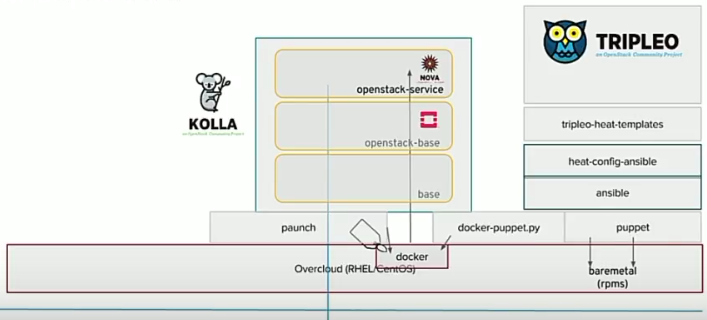 TRIPLEO
an OpenStack Community Project
KOLLA
an OpenStack Community Project
NOVA
openstack-service
openstack-base
base
tripleo-heat-templates
heat-config-ansible
ansible
paunch
docker-puppet.py
puppet
docker
Overcloud (RHEL/CentOS)
baremetal
(rpms)